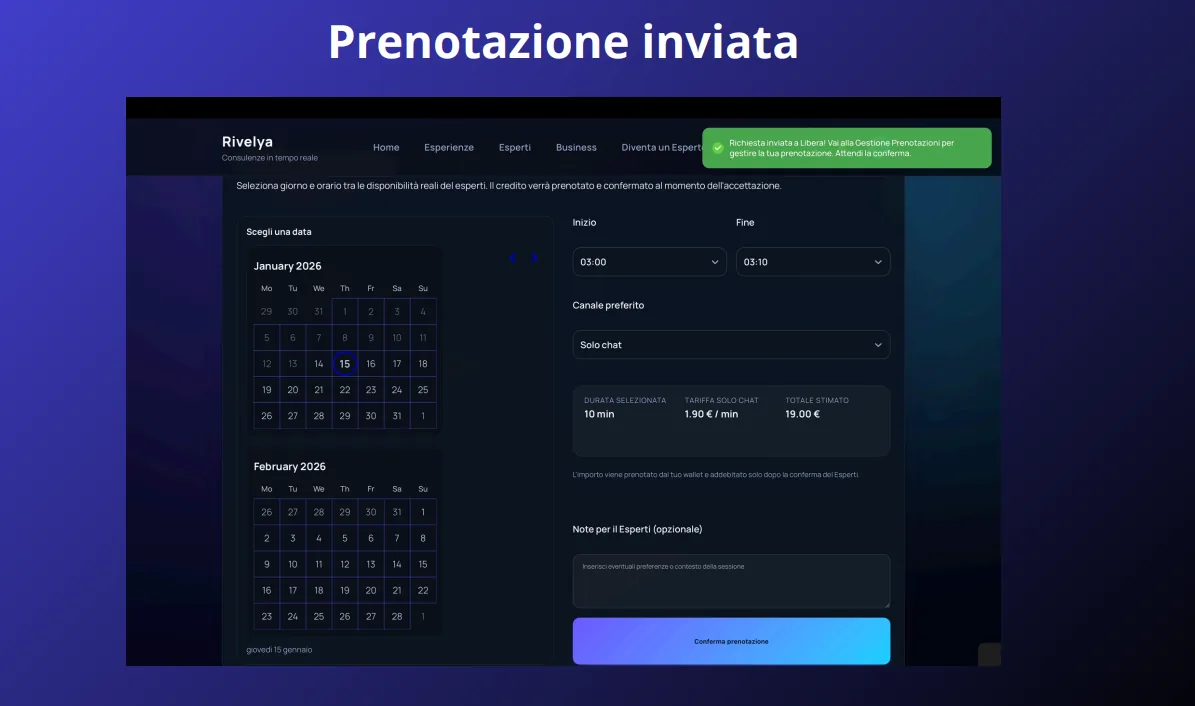 Prenotazione inviata
Rivelya
Consulenze in tempo reale
Home Esperienze Esperti Business Diventa un Esperto
Richiesta inviata a Libera! Vai alla Gestione Prenotazioni per
gestire la tua prenotazione. Attendi la conferma.
Seleziona giorno e orario tra le disponibilità reali del esperti. Il credito verrà prenotato e confermato al momento dell'accettazione.
Scegli una data
January 2026
Mo Tu We Th Fr Sa Su
29 30 31 1 2 3 4
5 6 7 8 9 10 11
12 13 14 15 16 17 18
19 20 21 22 23 24 25
26 27 28 29 30 31 1
February 2026
Mo Tu We Th Fr Sa Su
26 27 28 29 30 31 1
2 3 4 5 6 7 8
9 10 11 12 13 14 15
16 17 18 19 20 21 22
23 24 25 26 27 28 1
giovedì 15 gennaio
Inizio Fine
03:00 03:10
Canale preferito
Solo chat
DURATA SELEZIONATA TARIFFA SOLO CHAT TOTALE STIMATO
10 min 1.90 € / min 19.00 €
L'importo viene prenotato dal tuo wallet e addebitato solo dopo la conferma del Esperti.
Note per il Esperti (opzionale)
Inserisci eventuali preferenze o contesto della sessione
Conferma prenotazione